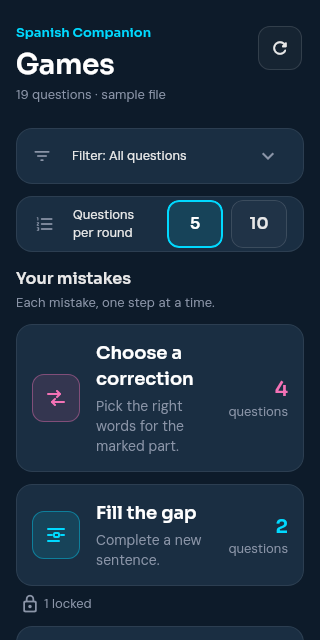 Spanish Companion
Games
19 questions · sample file
Filter: All questions
Questions
per round
5
10
Your mistakes
Each mistake, one step at a time.
Choose a
correction
Pick the right
words for the
marked part.
4
questions
Fill the gap
Complete a new
sentence.
2
questions
1 locked